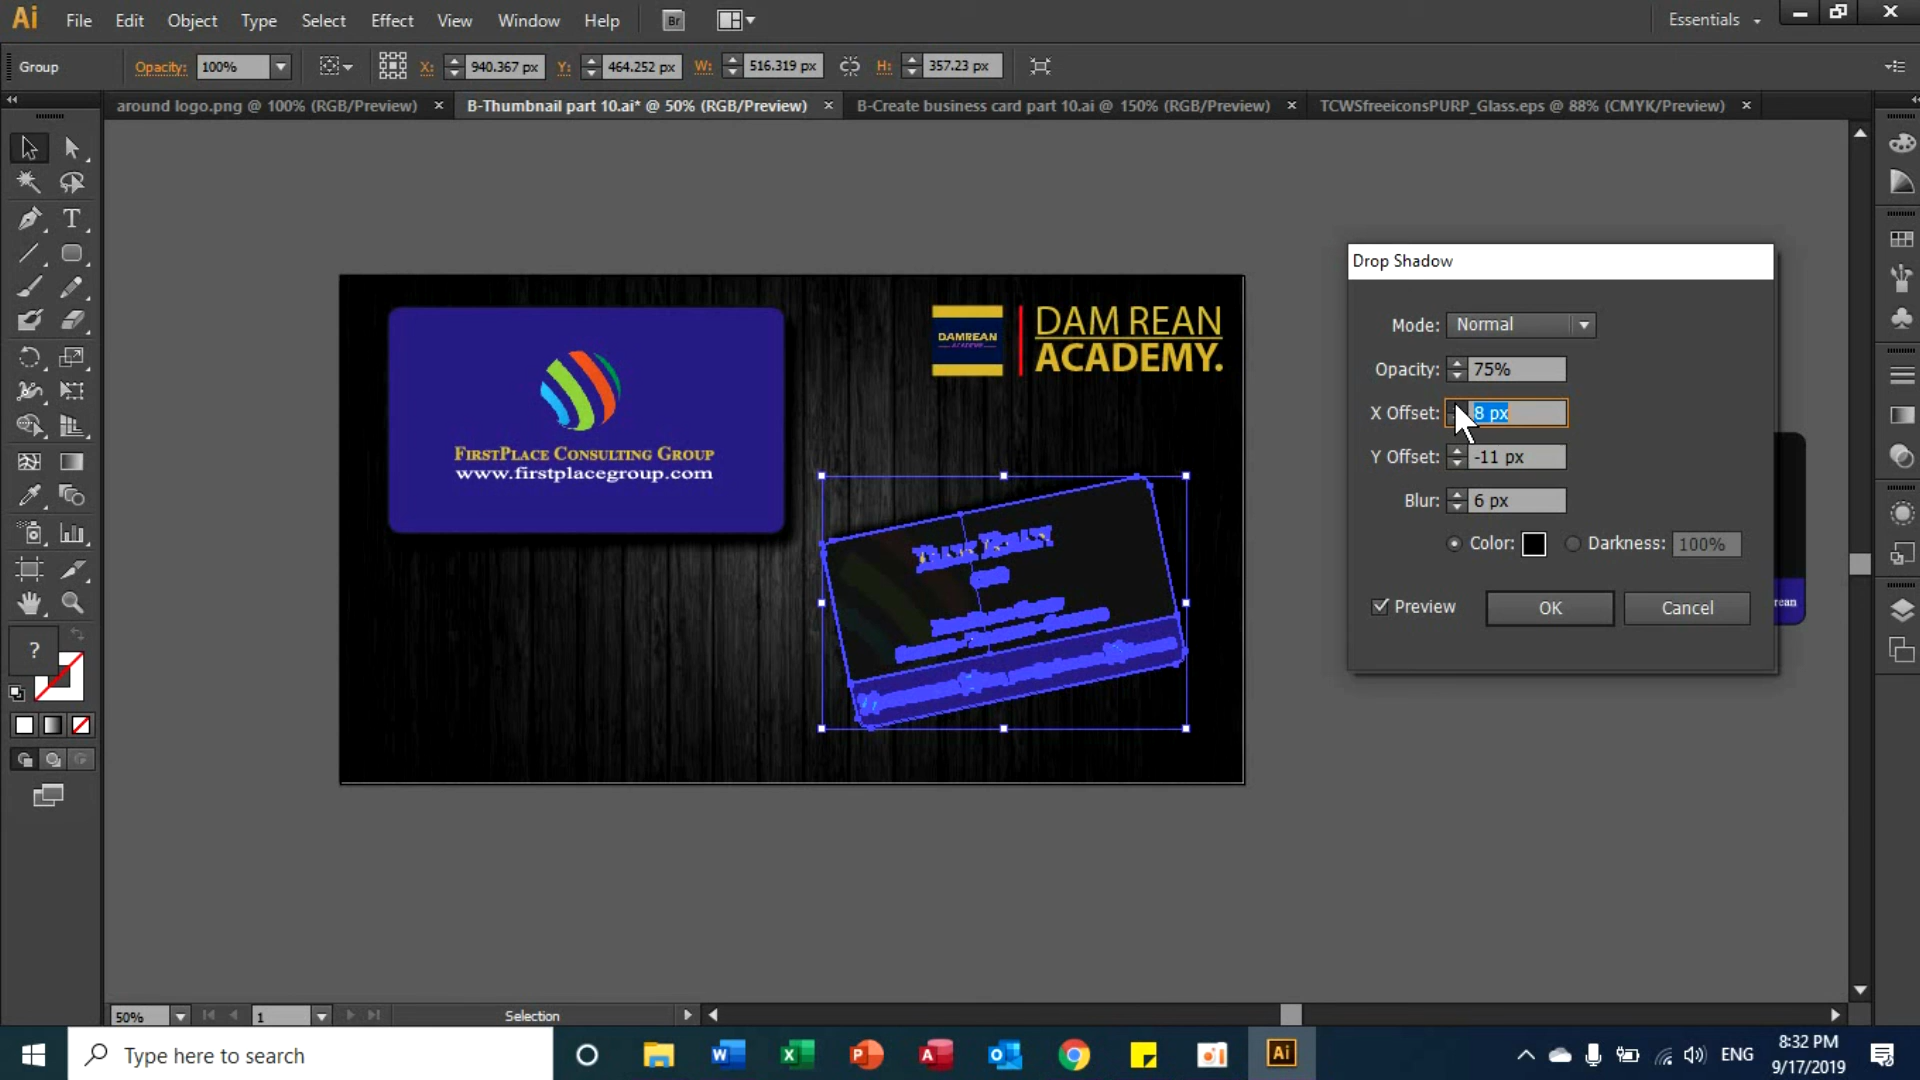 Ai File Edit Object Type Select Effect View Window Help Br Essentials
Group Opacity: 100% X: 940.367 px Y: 464.252 px W: 516.319 px H: 357.23 px
around logo.png @ 100% (RGB/Preview) B-Thumbnail part 10.ai* @ 50% (RGB/Preview) B-Create business card part 10.ai @ 150% (RGB/Preview) TCWSfreeiconsPURP_Glass.eps @ 88% (CMYK/Preview)
FIRSTPLACE CONSULTING GROUP
www.firstplacegroup.com
DAMREAN
DAM REAN
ACADEMY.
Drop Shadow
Mode: Normal
Opacity: 75%
X Offset: 8 px
Y Offset: -11 px
Blur: 6 px
Color: Darkness: 100%
Preview OK Cancel
?
50% 1 Selection
Type here to search
ENG
8:32 PM
9/17/2019